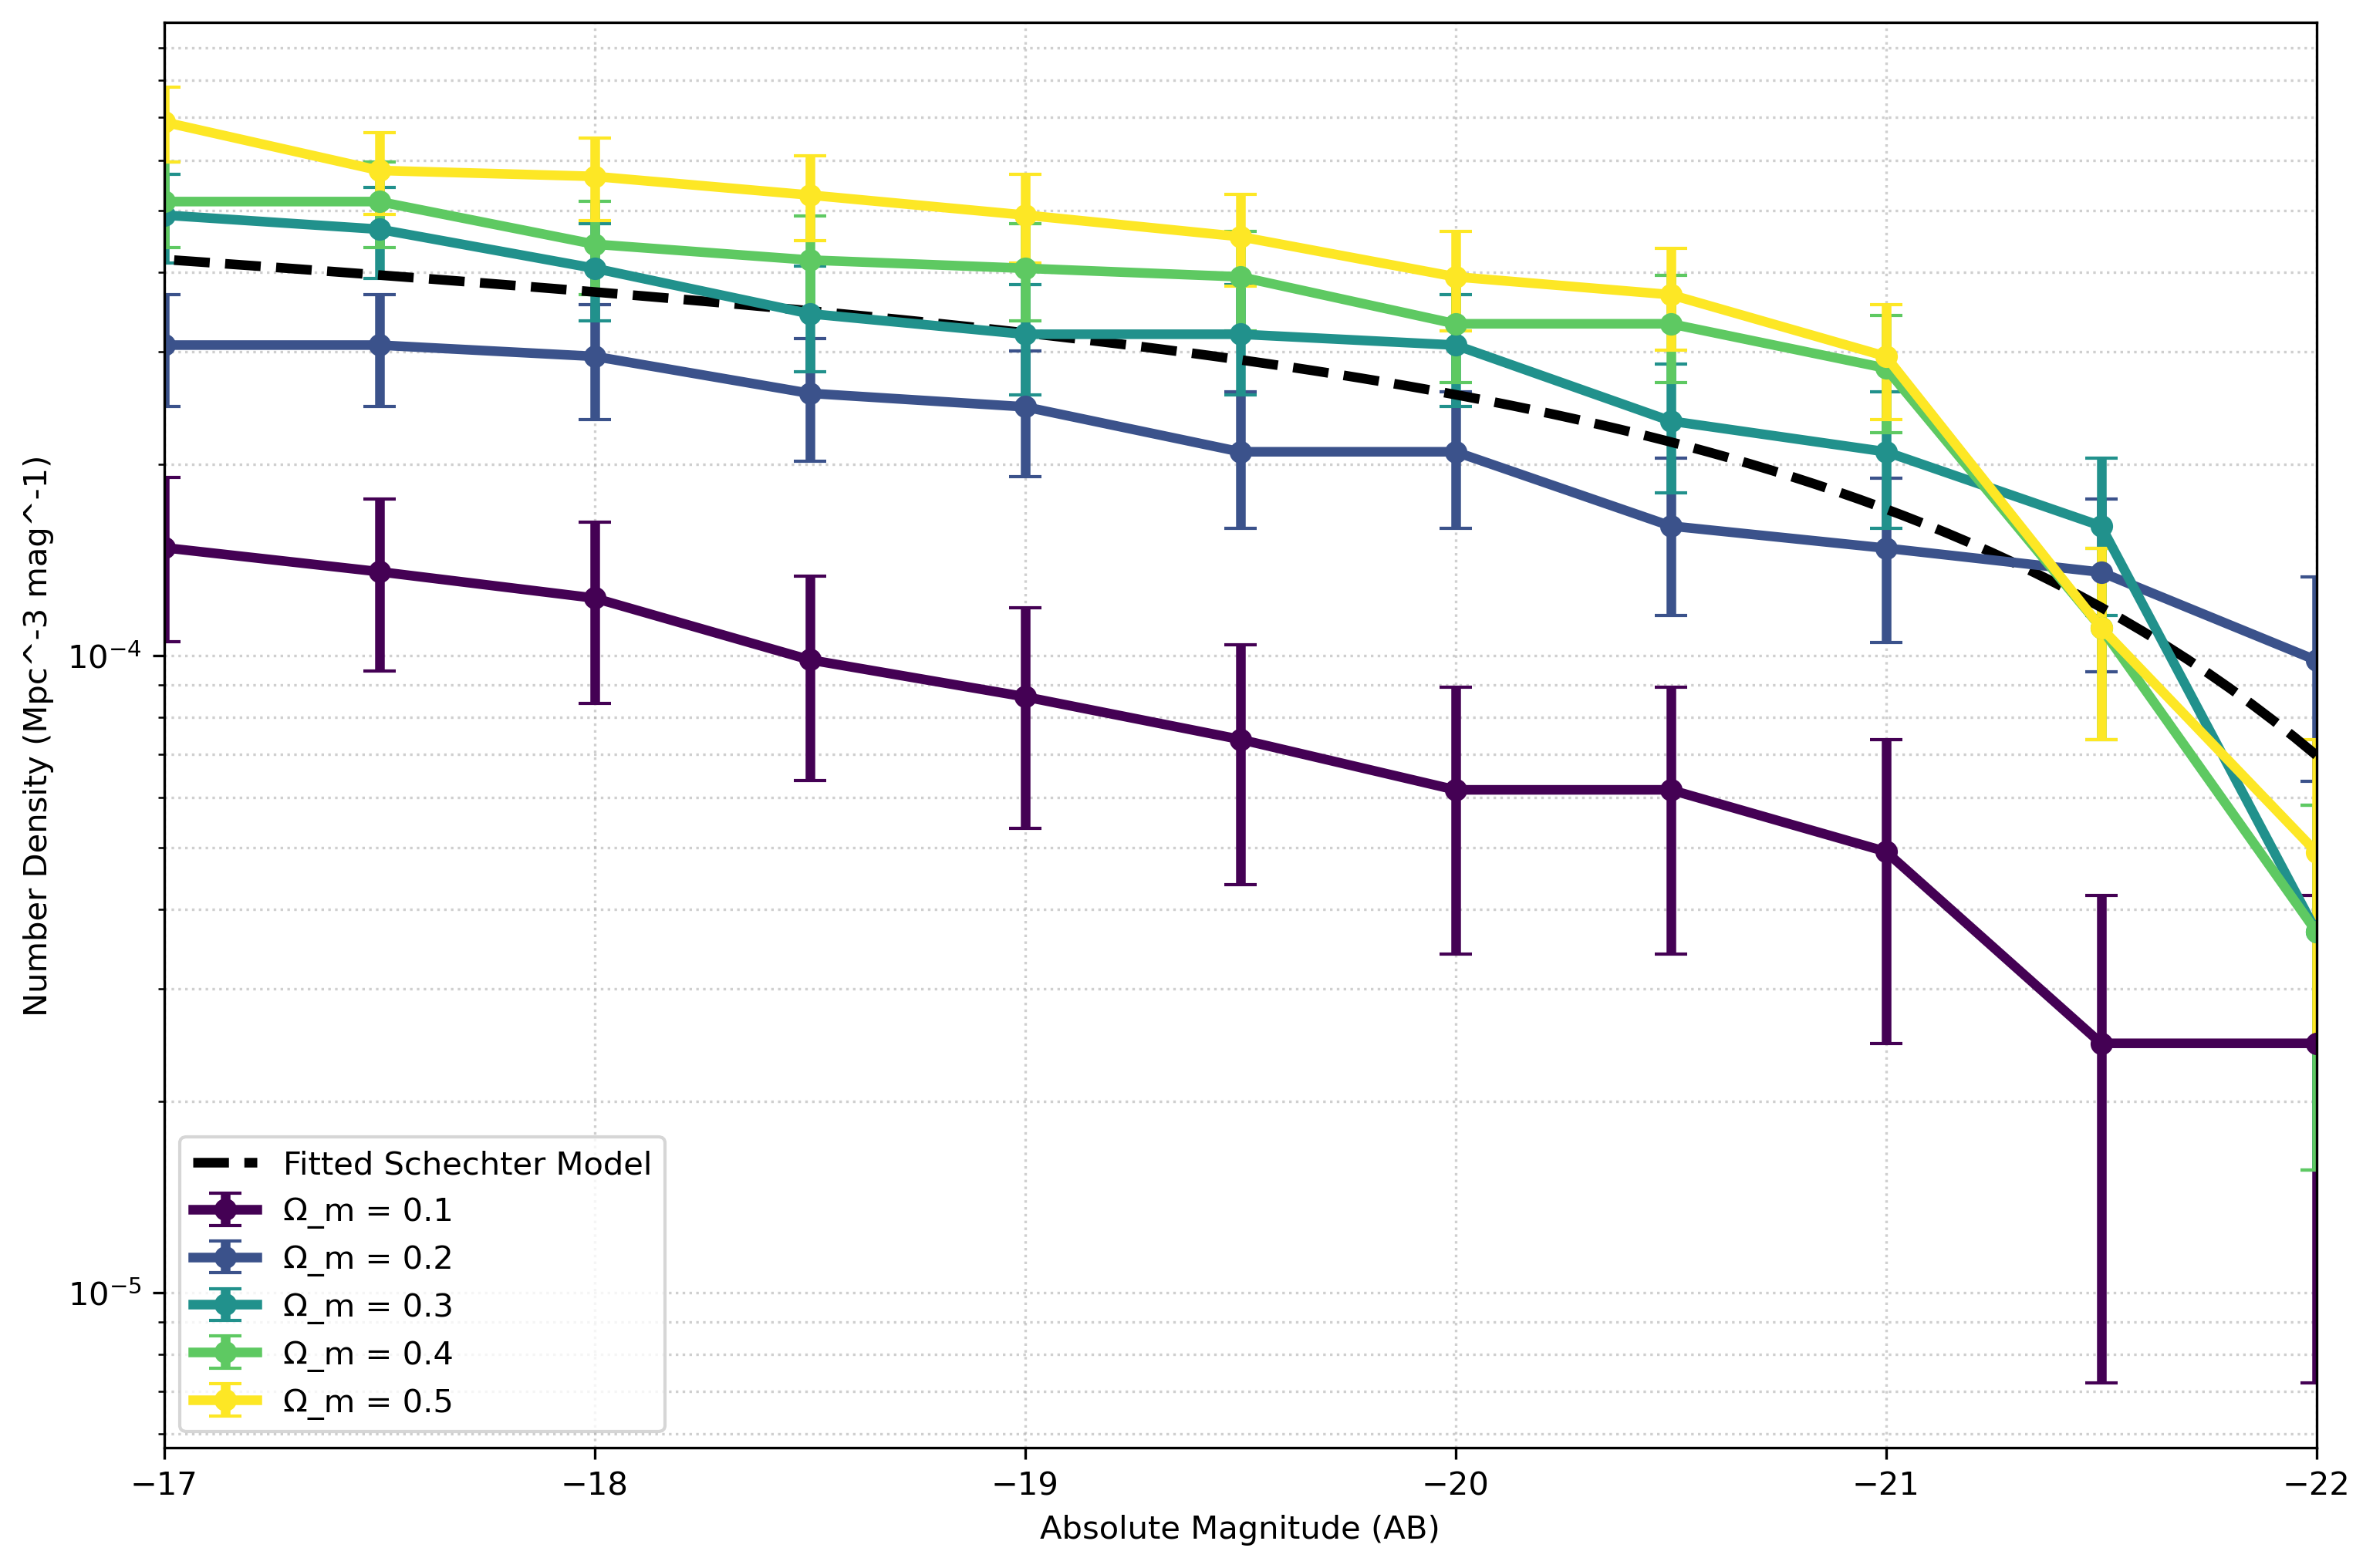 Number Density (Mpc^-3 mag^-1)
10⁻⁴
10⁻⁵
Fitted Schechter Model
Ω_m = 0.1
Ω_m = 0.2
Ω_m = 0.3
Ω_m = 0.4
Ω_m = 0.5
−17 −18 −19 −20 −21 −22
Absolute Magnitude (AB)